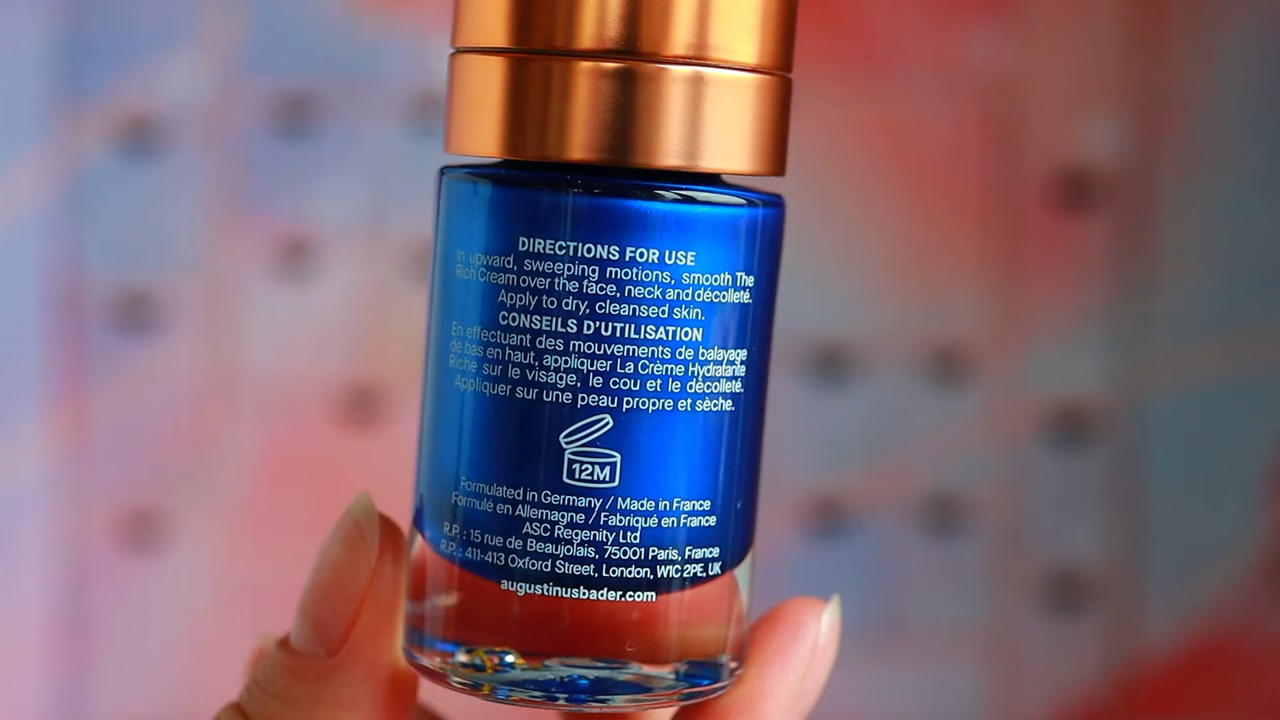 DIRECTIONS FOR USE
In upward, sweeping motions, smooth The
Rich Cream over the face, neck and décolleté.
Apply to dry, cleansed skin.
CONSEILS D'UTILISATION
En effectuant des mouvements de balayage
de bas en haut, appliquer La Crème Hydratante
Riche sur le visage, le cou et le décolleté.
Appliquer sur une peau propre et sèche.
12M
Formulated in Germany / Made in France
Formulé en Allemagne / Fabriqué en France
ASC Regenity Ltd
R.P. : 15 rue de Beaujolais, 75001 Paris, France
R.P. : 411-413 Oxford Street, London, W1C 2PE, UK
augustinusbader.com